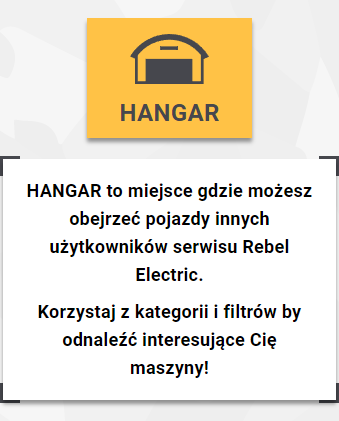 HANGAR
HANGAR to miejsce gdzie możesz
obejrzeć pojazdy innych
użytkowników serwisu Rebel
Electric.
Korzystaj z kategorii i filtrów by
odnaleźć interesujące Cię
maszyny!